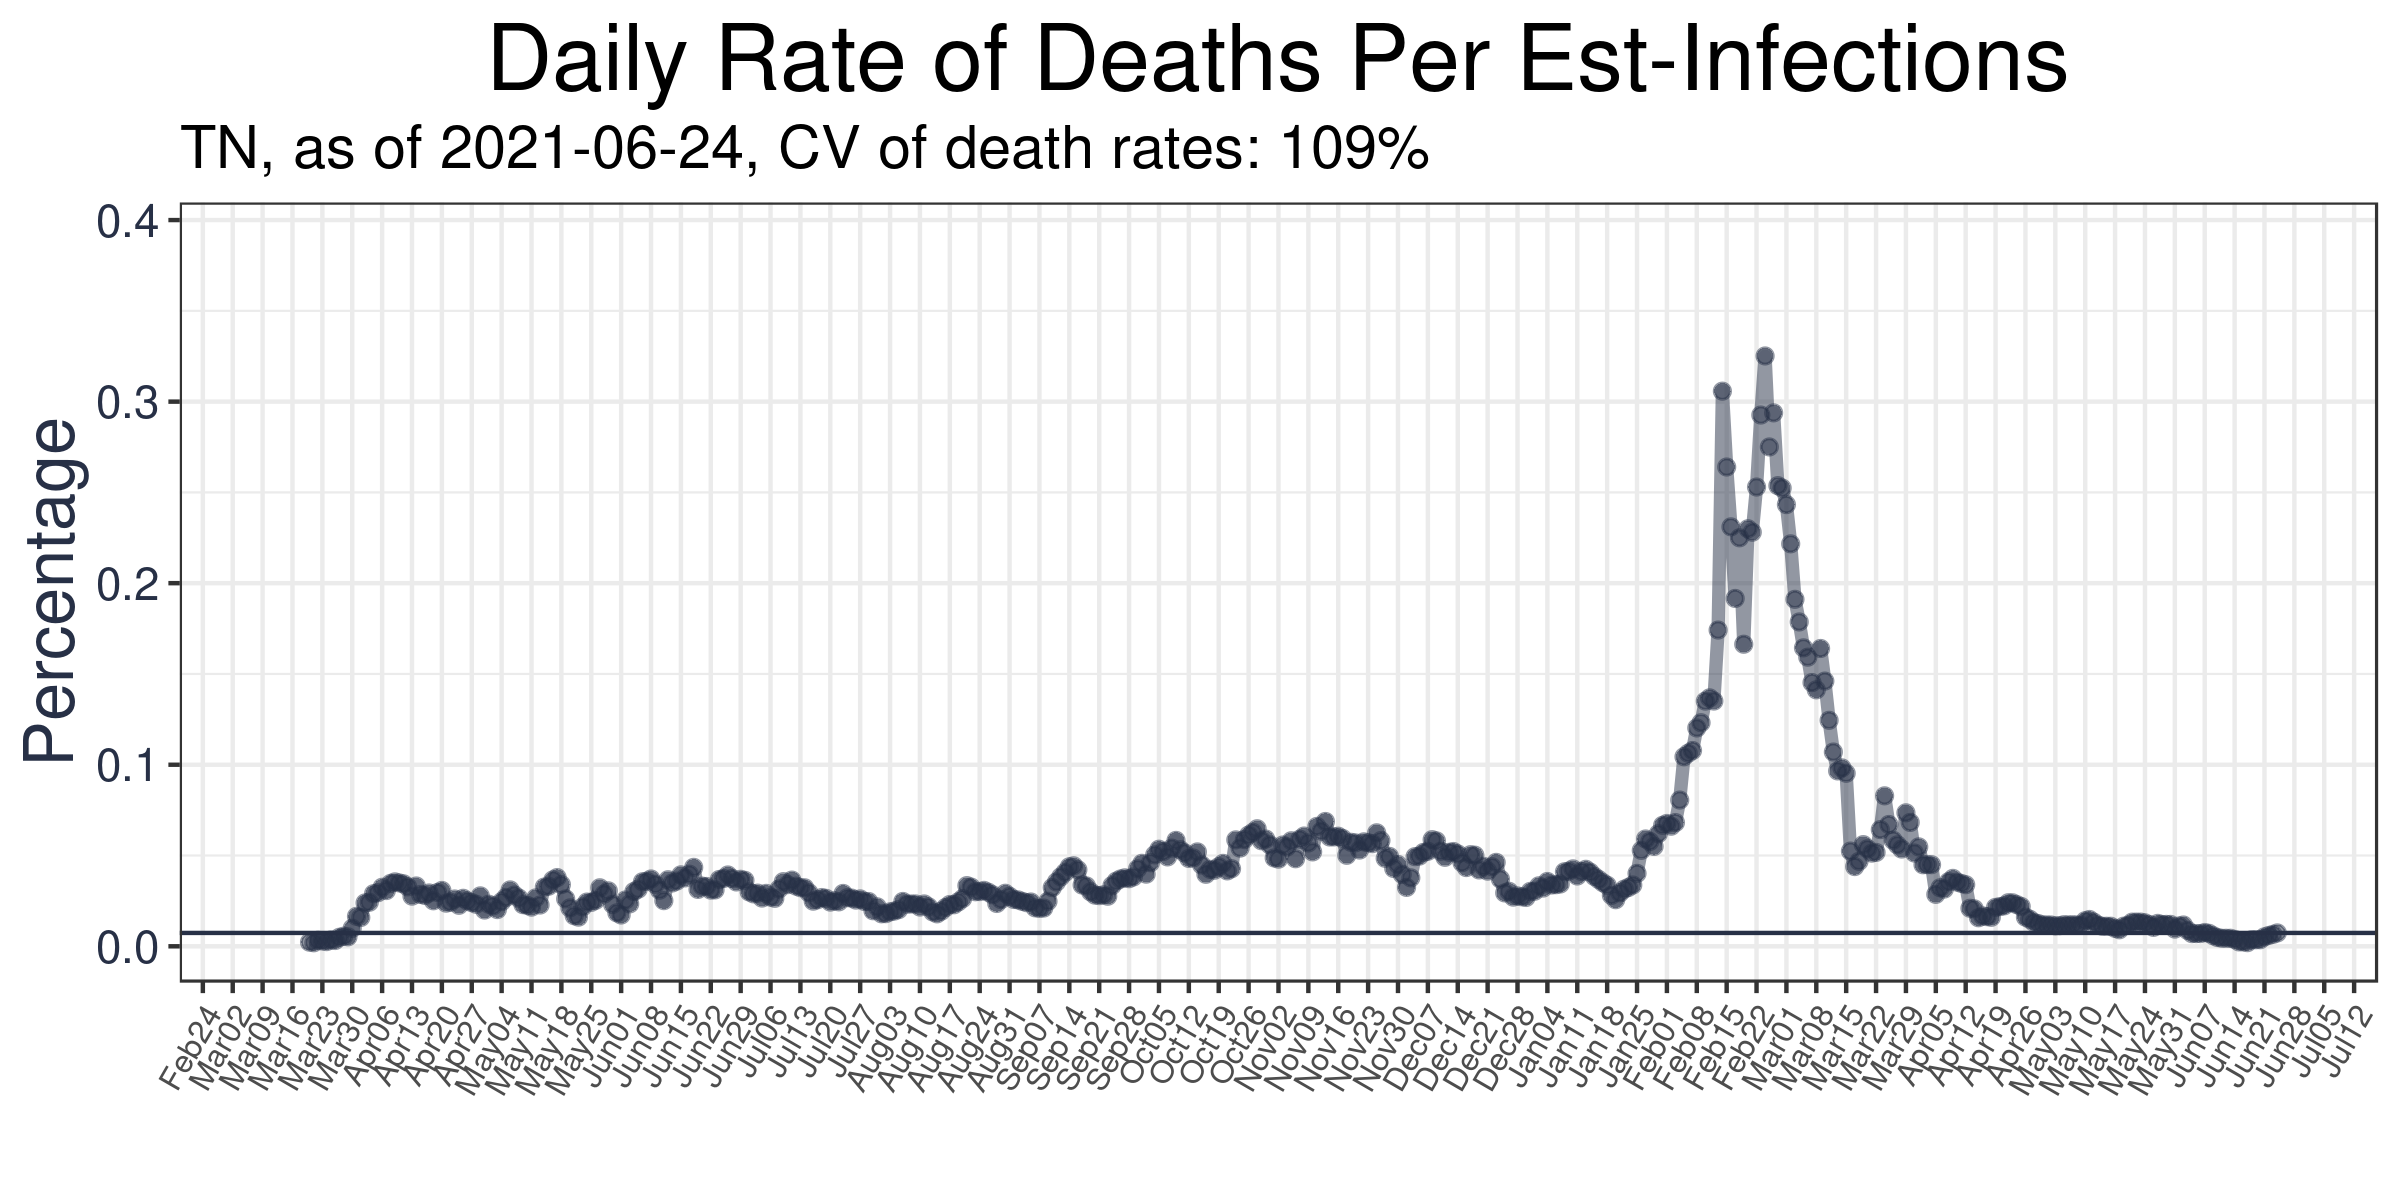 Daily Rate of Deaths Per Est-Infections
TN, as of 2021-06-24, CV of death rates: 109%
Percentage
0.4
0.3
0.2
0.1
0.0
Feb24
Mar02
Mar09
Mar16
Mar23
Mar30
Apr06
Apr13
Apr20
Apr27
May04
May11
May18
May25
Jun01
Jun08
Jun15
Jun22
Jun29
Jul06
Jul13
Jul20
Jul27
Aug03
Aug10
Aug17
Aug24
Aug31
Sep07
Sep14
Sep21
Sep28
Oct05
Oct12
Oct19
Oct26
Nov02
Nov09
Nov16
Nov23
Nov30
Dec07
Dec14
Dec21
Dec28
Jan04
Jan11
Jan18
Jan25
Feb01
Feb08
Feb15
Feb22
Mar01
Mar08
Mar15
Mar22
Mar29
Apr05
Apr12
Apr19
Apr26
May03
May10
May17
May24
May31
Jun07
Jun14
Jun21
Jun28
Jul05
Jul12